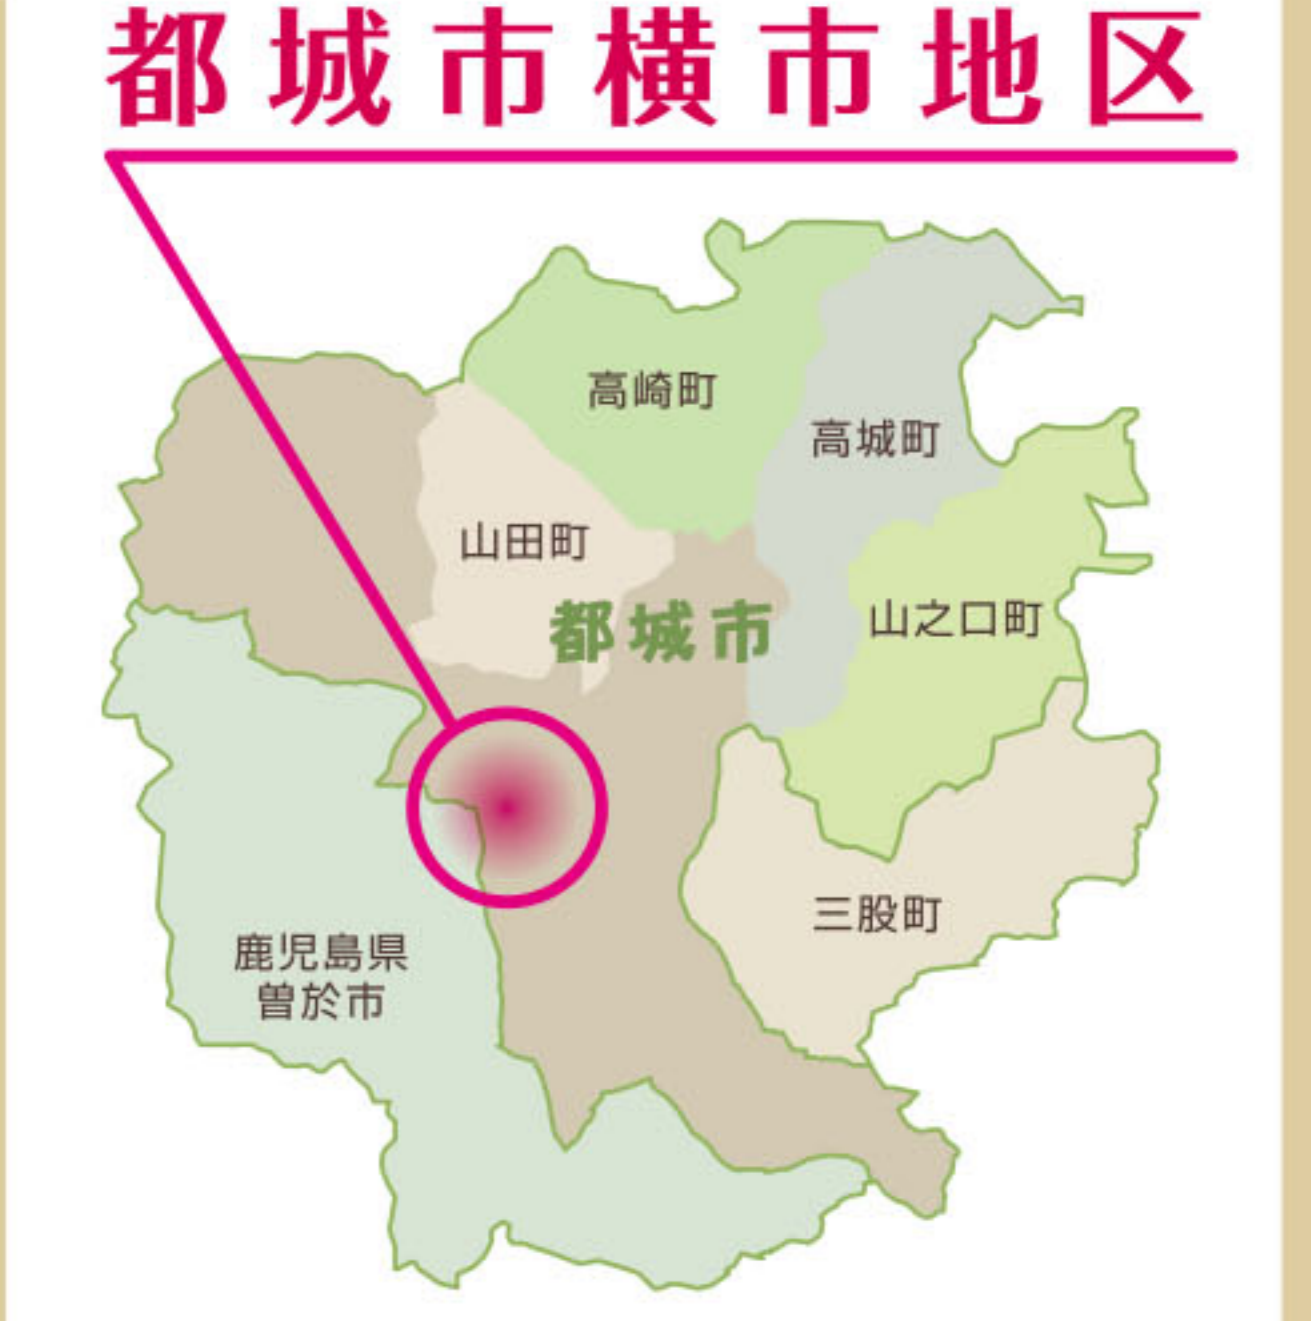 都城市横市地区
高崎町
高城町
山田町
都城市
山之口町
三股町
鹿児島県
曽於市